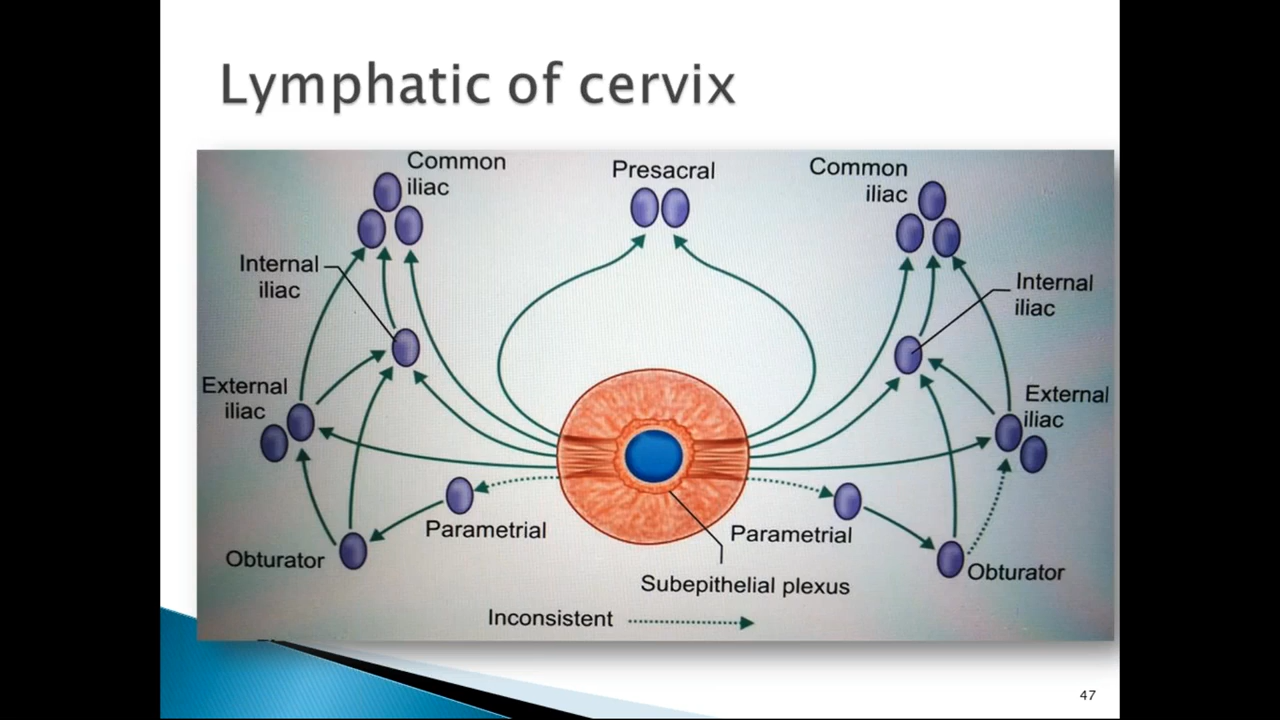 Lymphatic of cervix
Common
iliac
Presacral
Common
iliac
Internal
iliac
Internal
iliac
External
iliac
External
iliac
Parametrial
Parametrial
Obturator
Obturator
Subepithelial plexus
Inconsistent
47